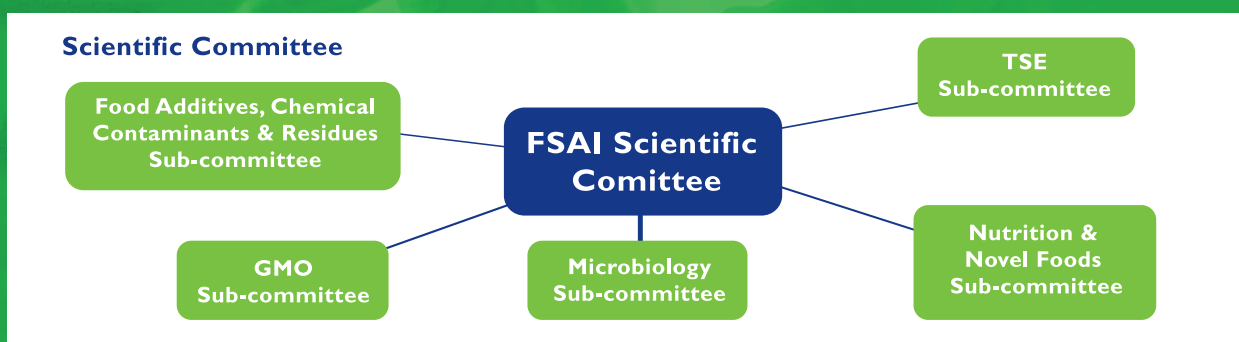 Scientific Committee
Food Additives, Chemical
Contaminants & Residues
Sub-committee
FSAI Scientific
Comittee
TSE
Sub-committee
GMO
Sub-committee
Microbiology
Sub-committee
Nutrition &
Novel Foods
Sub-committee